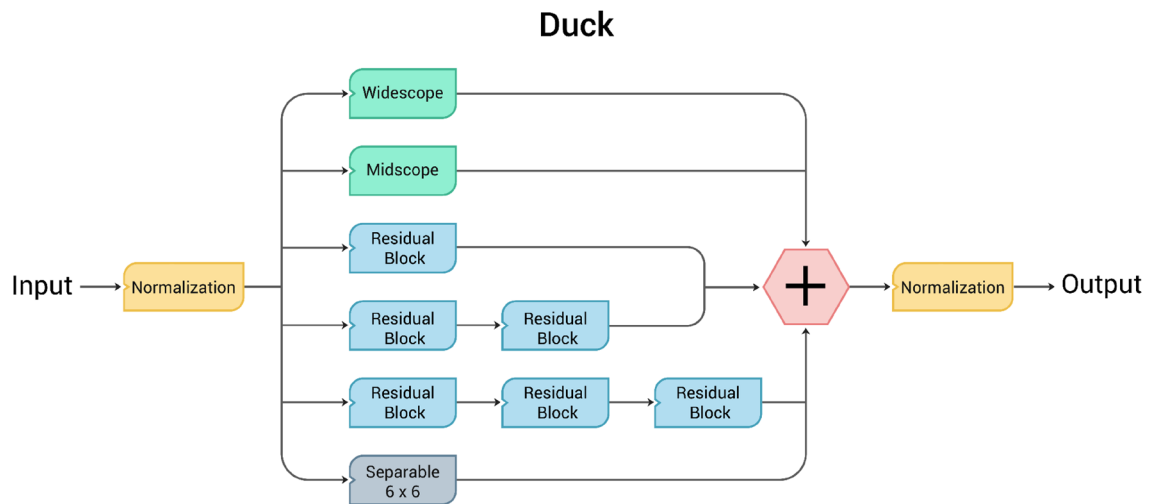 Duck
Widescope
Midscope
Residual
Block
Input
Normalization
+
Normalization
Output
Residual
Block
Residual
Block
Residual
Block
Residual
Block
Residual
Block
Separable
6 x 6